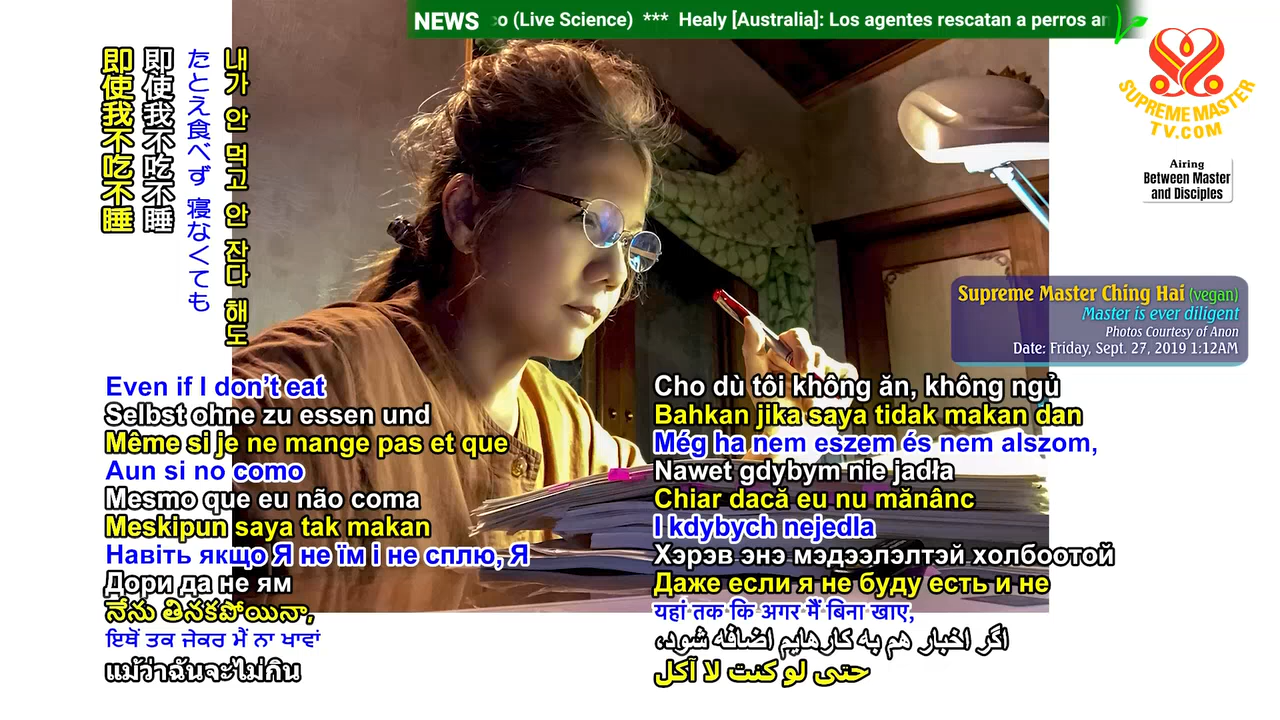 NEWS
co (Live Science) *** Healy [Australia]: Los agentes rescatan a perros an
SUPREME MASTER
TV.COM
Airing
Between Master
and Disciples
即使我不吃不睡
即使我不吃不睡
たとえ食べず 寝なくても
내가 안 먹고 안 잔다 해도
Supreme Master Ching Hai (vegan)
Master is ever diligent
Photos Courtesy of Anon
Date: Friday, Sept. 27, 2019 1:12AM
Even if I don't eat
Selbst ohne zu essen und
Même si je ne mange pas et que
Aun si no como
Mesmo que eu não coma
Meskipun saya tak makan
Навіть якщо Я не їм і не сплю, Я
Дори да не ям
నేను తినకపోయినా,
ਇਥੋਂ ਤਕ ਜੇਕਰ ਮੈਂ ਨਾ ਖਾਵਾਂ
แม้ว่าฉันจะไม่กิน
Cho dù tôi không ăn, không ngủ
Bahkan jika saya tidak makan dan
Még ha nem eszem és nem alszom,
Nawet gdybym nie jadła
Chiar dacă eu nu mănânc
I kdybych nejedla
Хэрэв энэ мэдээлэлтэй холбоотой
Даже если я не буду есть и не
यहां तक कि अगर मैं बिना खाए,
اگر اخبار هم به کارهایم اضافه شود،
حتى لو كنت لا آكل